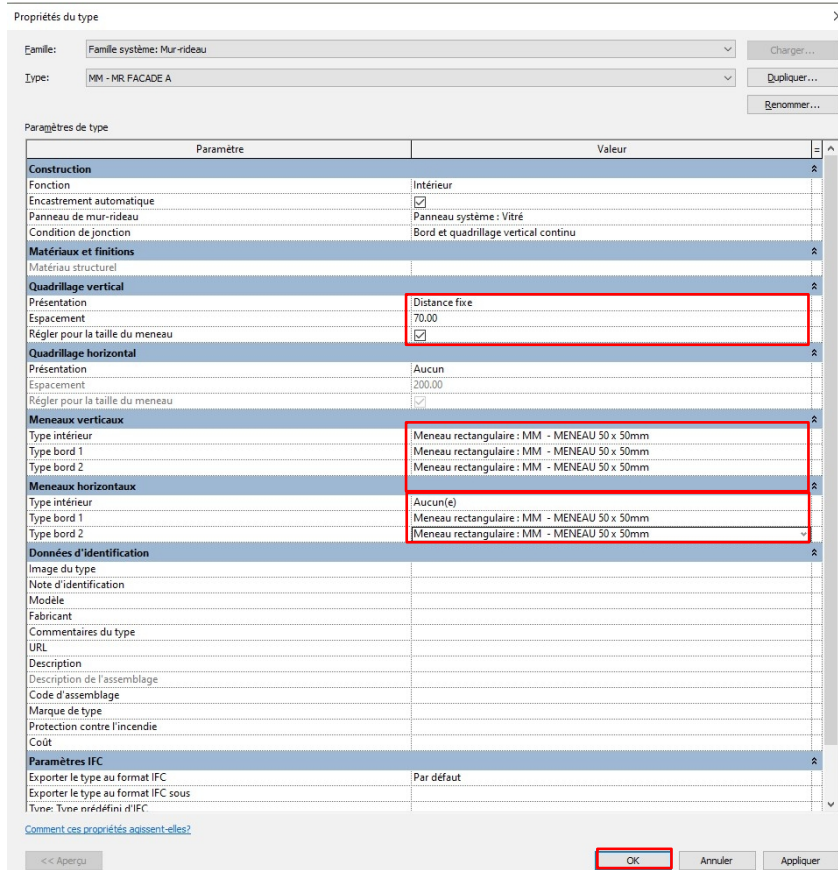 Propriétés du type
Famille: Famille système: Mur-rideau Charger...
Type: MM - MR FACADE A Dupliquer...
Renommer...
Paramètres de type
Paramètre Valeur =
Construction
Fonction Intérieur
Encastrement automatique
Panneau de mur-rideau Panneau système : Vitré
Condition de jonction Bord et quadrillage vertical continu
Matériaux et finitions
Matériau structurel
Quadrillage vertical
Présentation Distance fixe
Espacement 70.00
Régler pour la taille du meneau
Quadrillage horizontal
Présentation Aucun
Espacement 200.00
Régler pour la taille du meneau
Meneaux verticaux
Type intérieur Meneau rectangulaire : MM - MENEAU 50 x 50mm
Type bord 1 Meneau rectangulaire : MM - MENEAU 50 x 50mm
Type bord 2 Meneau rectangulaire : MM - MENEAU 50 x 50mm
Meneaux horizontaux
Type intérieur Aucun(e)
Type bord 1 Meneau rectangulaire : MM - MENEAU 50 x 50mm
Type bord 2 Meneau rectangulaire : MM - MENEAU 50 x 50mm
Données d'identification
Image du type
Note d'identification
Modèle
Fabricant
Commentaires du type
URL
Description
Description de l'assemblage
Code d'assemblage
Marque de type
Protection contre l'incendie
Coût
Paramètres IFC
Exporter le type au format IFC Par défaut
Exporter le type au format IFC sous
Type: Type prédéfini d'IFC
Comment ces propriétés agissent-elles?
<< Aperçu OK Annuler Appliquer